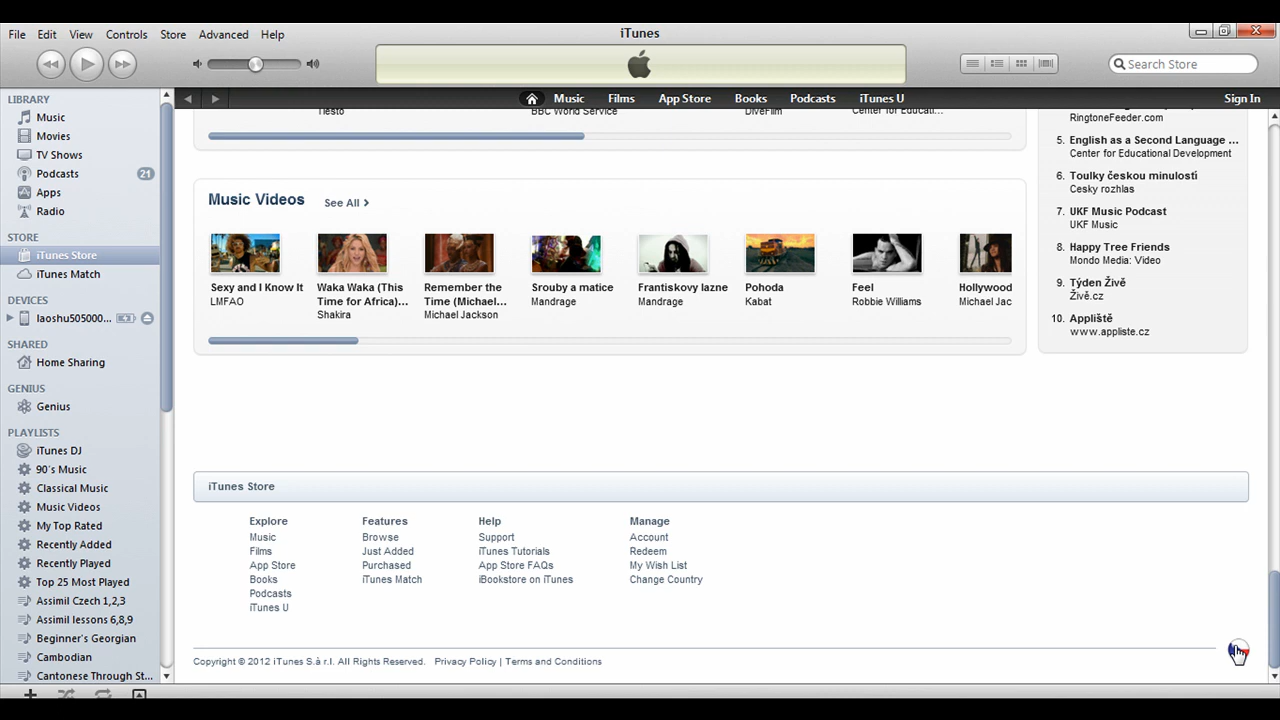 iTunes
File Edit View Controls Store Advanced Help
Search Store
Music Films App Store Books Podcasts iTunes U Sign In
LIBRARY
Music
Movies
TV Shows
Podcasts 21
Apps
Radio
STORE
iTunes Store
iTunes Match
DEVICES
laoshu505000...
SHARED
Home Sharing
GENIUS
Genius
PLAYLISTS
iTunes DJ
90's Music
Classical Music
Music Videos
My Top Rated
Recently Added
Recently Played
Top 25 Most Played
Assimil Czech 1,2,3
Assimil lessons 6,8,9
Beginner's Georgian
Cambodian
Cantonese Through St...
Tiësto BBC World Service DiveFilm Center for Educati...
Music Videos See All
Sexy and I Know It
LMFAO
Waka Waka (This
Time for Africa)...
Shakira
Remember the
Time (Michael...
Michael Jackson
Srouby a matice
Mandrage
Frantiskovy lazne
Mandrage
Pohoda
Kabat
Feel
Robbie Williams
Hollywood
Michael Jac
RingtoneFeeder.com
5. English as a Second Language ...
Center for Educational Development
6. Toulky českou minulostí
Cesky rozhlas
7. UKF Music Podcast
UKF Music
8. Happy Tree Friends
Mondo Media: Video
9. Týden Živě
Živě.cz
10. Appliště
www.appliste.cz
iTunes Store
Explore
Music
Films
App Store
Books
Podcasts
iTunes U
Features
Browse
Just Added
Purchased
iTunes Match
Help
Support
iTunes Tutorials
App Store FAQs
iBookstore on iTunes
Manage
Account
Redeem
My Wish List
Change Country
Copyright © 2012 iTunes S.à r.l. All Rights Reserved. Privacy Policy | Terms and Conditions